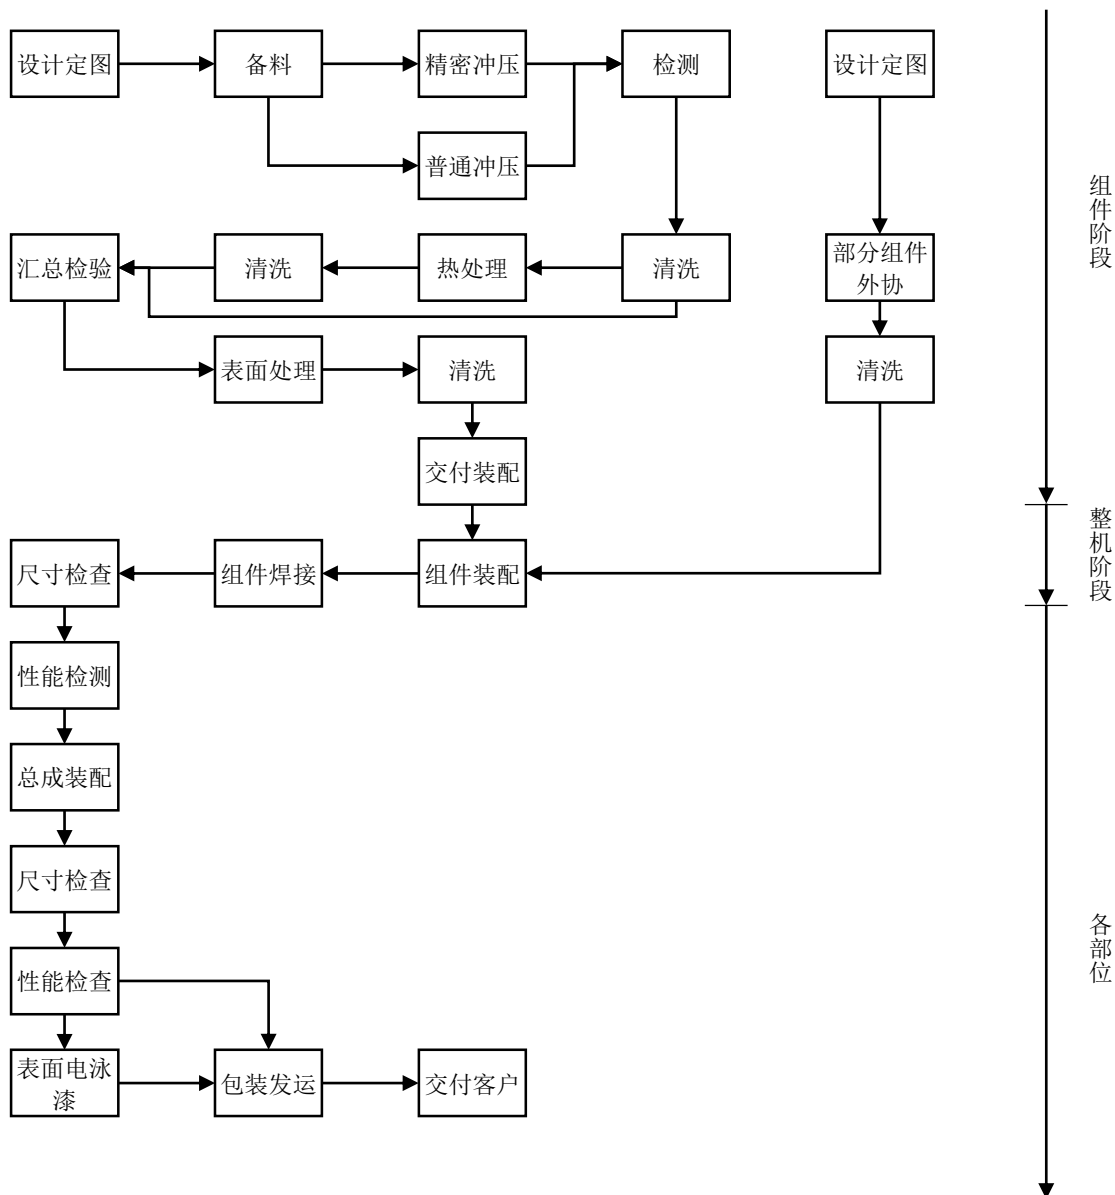 设计定图
备料
精密冲压
检测
设计定图
普通冲压
组件阶段
汇总检验
清洗
热处理
清洗
部分组件
外协
表面处理
清洗
清洗
交付装配
整机阶段
尺寸检查
组件焊接
组件装配
性能检测
总成装配
尺寸检查
各部位
性能检查
表面电泳
漆
包装发运
交付客户